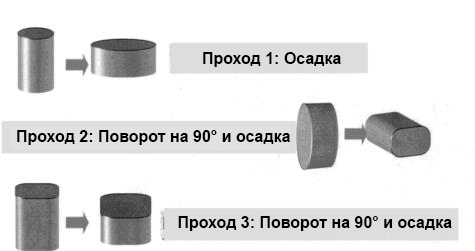 Проход 1: Осадка
Проход 2: Поворот на 90° и осадка
Проход 3: Поворот на 90° и осадка